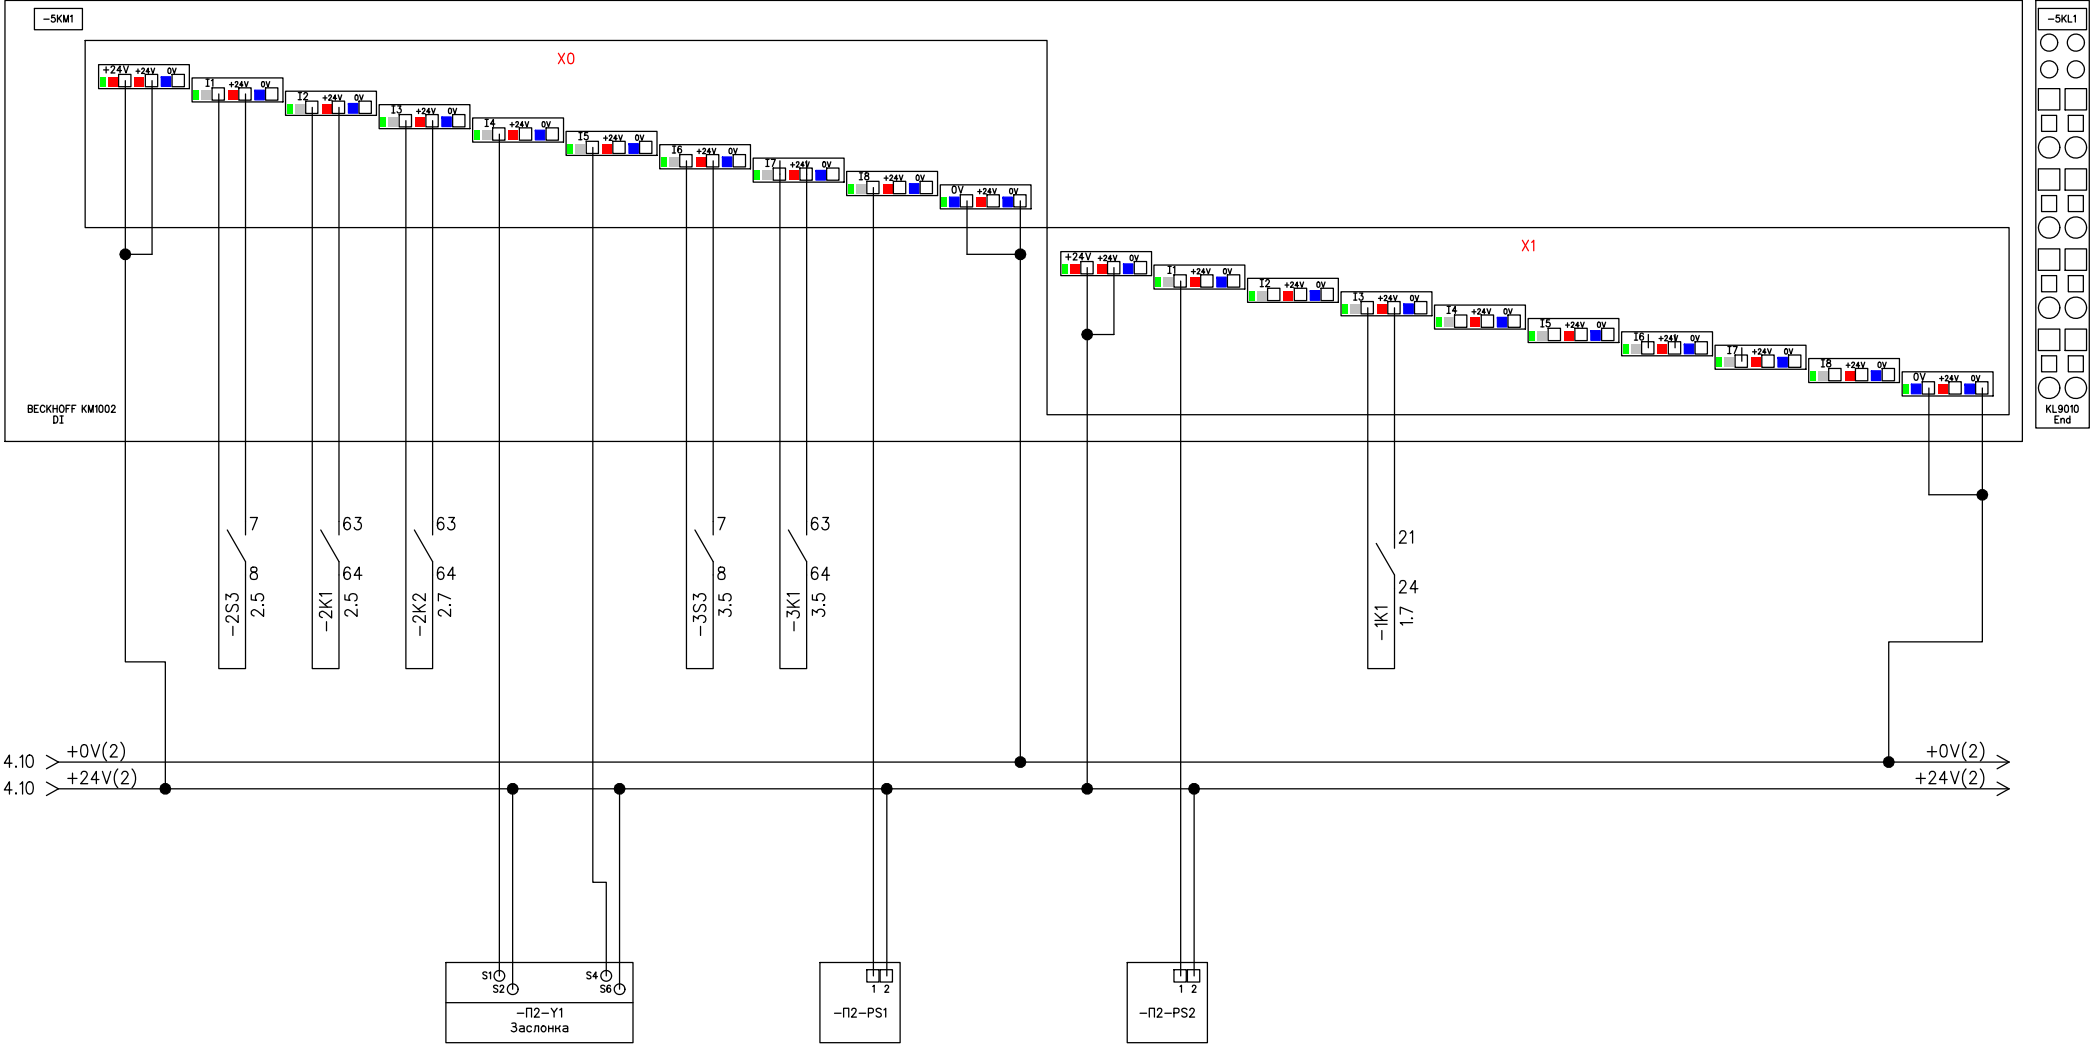 -5KM1
-5KL1
X0
+24V +24V 0V
I1 +24V 0V
I2 +24V 0V
I3 +24V 0V
I4 +24V 0V
I5 +24V 0V
I6 +24V 0V
I7 +24V 0V
I8 +24V 0V
0V +24V 0V
X1
+24V +24V 0V
I1 +24V 0V
I2 +24V 0V
I3 +24V 0V
I4 +24V 0V
I5 +24V 0V
I6 +24V 0V
I7 +24V 0V
I8 +24V 0V
0V +24V 0V
BECKHOFF KM1002
DI
KL9010
End
7
8
-2S3
2.5
63
64
-2K1
2.5
63
64
-2K2
2.7
7
8
-3S3
3.5
63
64
-3K1
3.5
21
24
-1K1
1.7
4.10 +0V(2) +0V(2)
4.10 +24V(2) +24V(2)
S1 S4
S2 S6
-П2-Y1
Заслонка
1 2
-П2-PS1
1 2
-П2-PS2